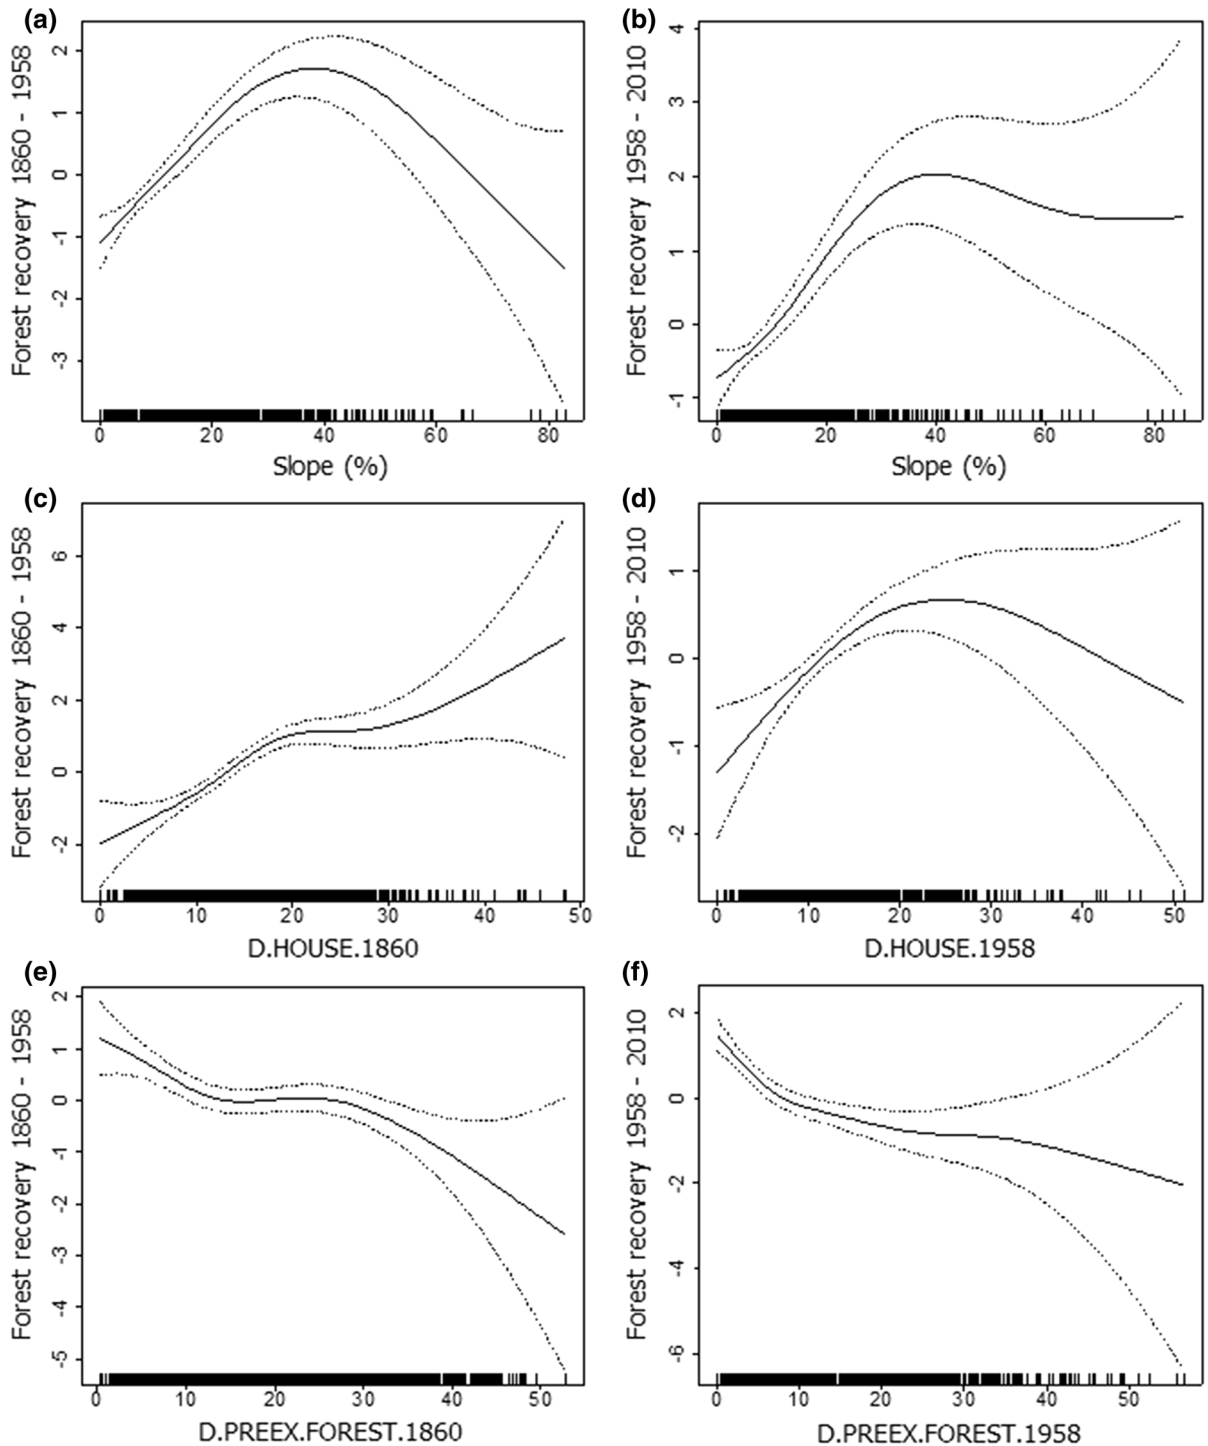 (a)
Forest recovery 1860 - 1958
2
1
0
-1
-2
-3
0 20 40 60 80
Slope (%)
(b)
Forest recovery 1958 - 2010
4
3
2
1
0
-1
0 20 40 60 80
Slope (%)
(c)
Forest recovery 1860 - 1958
6
4
2
0
-2
0 10 20 30 40 50
D.HOUSE.1860
(d)
Forest recovery 1958 - 2010
1
0
-1
-2
0 10 20 30 40 50
D.HOUSE.1958
(e)
Forest recovery 1860 - 1958
2
1
0
-1
-2
-3
-4
-5
0 10 20 30 40 50
D.PREEX.FOREST.1860
(f)
Forest recovery 1958 - 2010
2
0
-2
-4
-6
0 10 20 30 40 50
D.PREEX.FOREST.1958